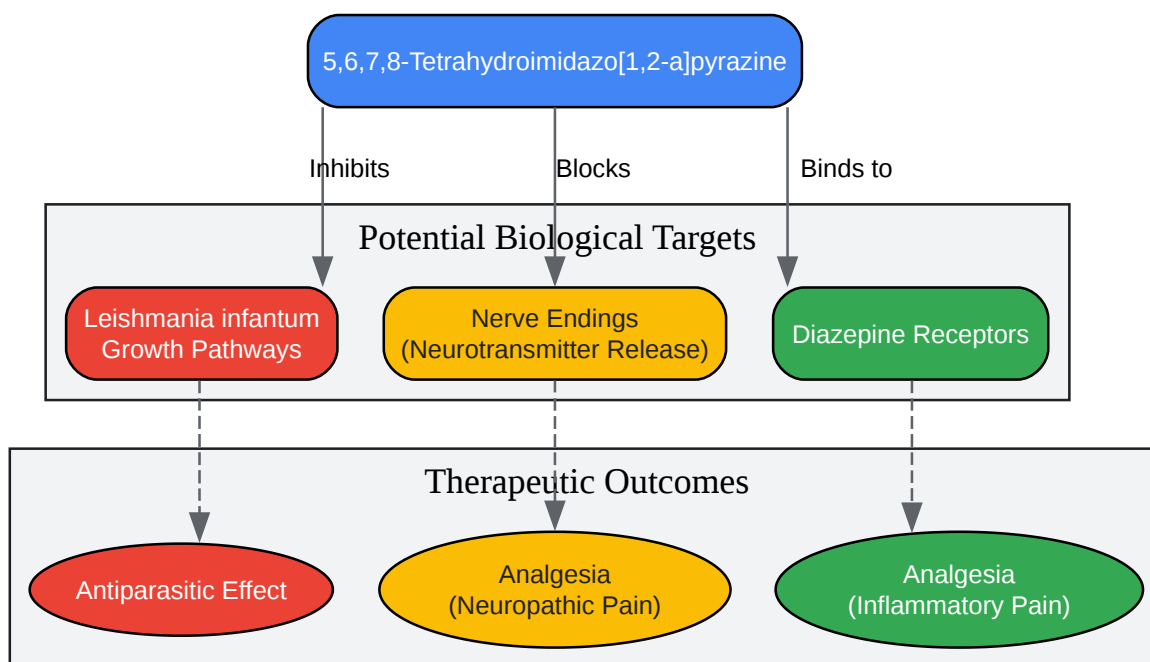 5,6,7,8-Tetrahydroimidazo[1,2-a]pyrazine
Inhibits
Blocks
Binds to
Potential Biological Targets
Leishmania infantum
Growth Pathways
Nerve Endings
(Neurotransmitter Release)
Diazepine Receptors
Therapeutic Outcomes
Antiparasitic Effect
Analgesia
(Neuropathic Pain)
Analgesia
(Inflammatory Pain)